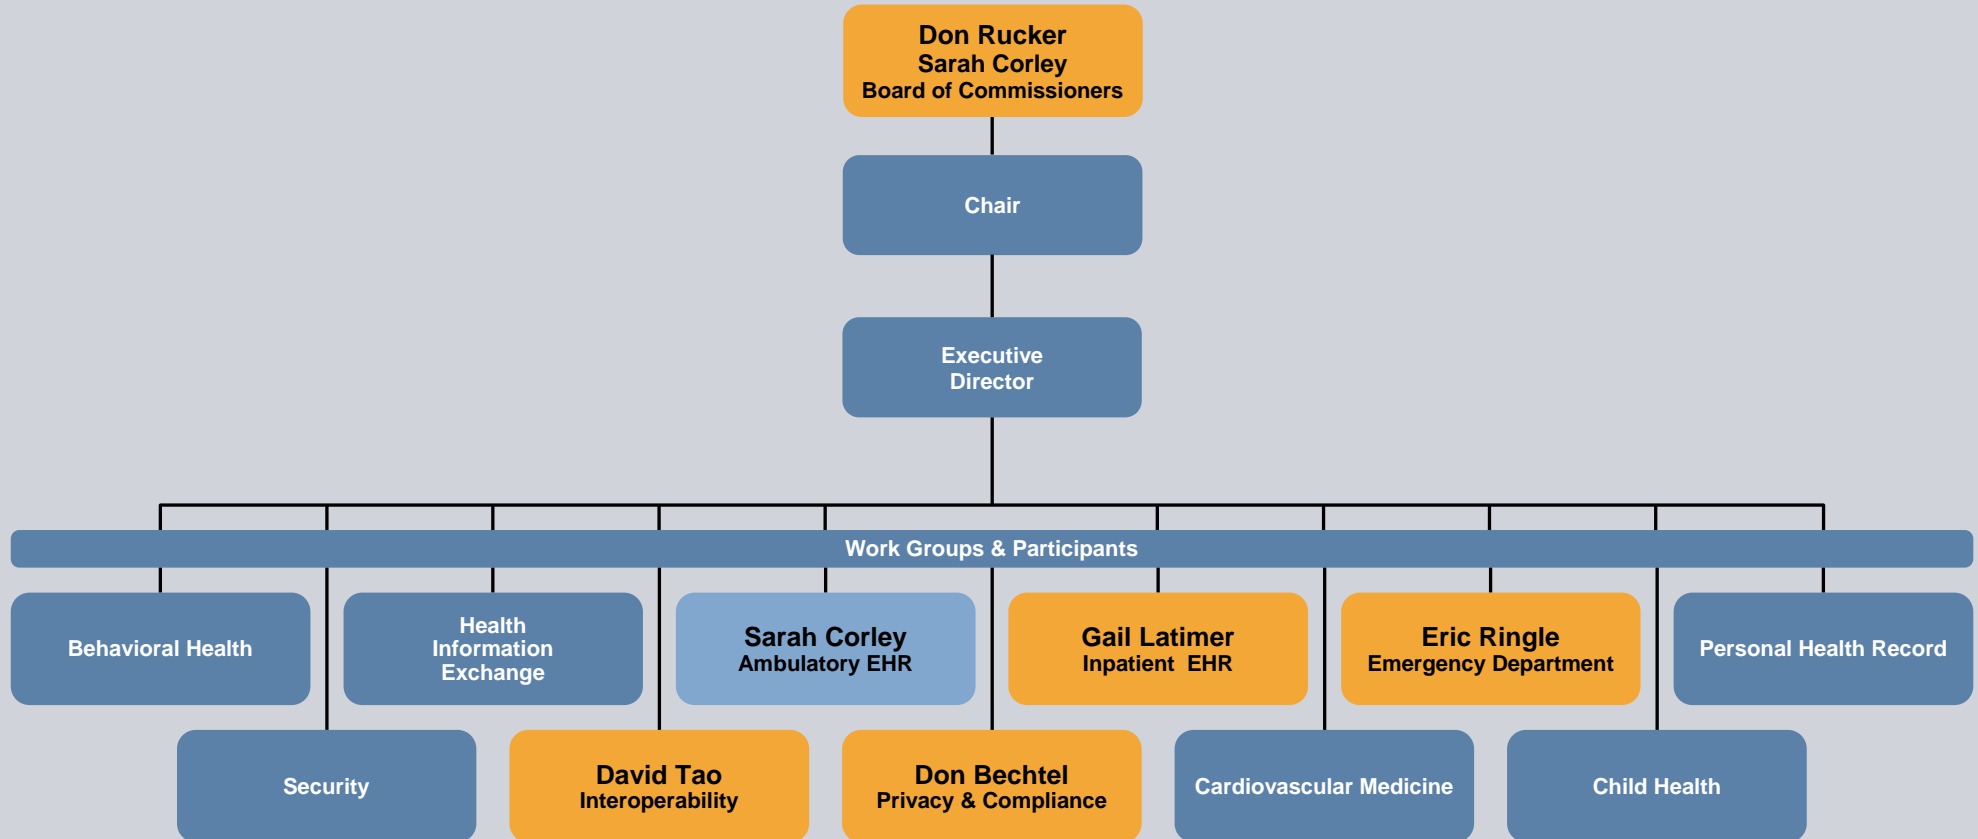 Don Rucker
Sarah Corley
Board of Commissioners
Chair
Executive
Director
Work Groups & Participants
Behavioral Health
Health
Information
Exchange
Sarah Corley
Ambulatory EHR
Gail Latimer
Inpatient EHR
Eric Ringle
Emergency Department
Personal Health Record
Security
David Tao
Interoperability
Don Bechtel
Privacy & Compliance
Cardiovascular Medicine
Child Health